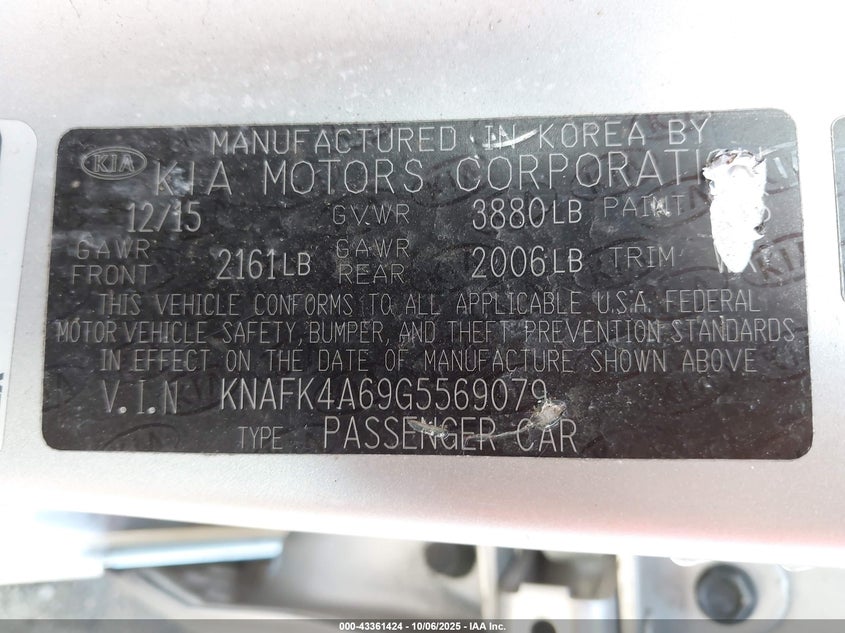 MANUFACTURED IN KOREA BY
KIA KIA MOTORS CORPORATION
12/15 GVWR 3880LB PAINT
GAWR FRONT 2161LB GAWR REAR 2006LB TRIM
THIS VEHICLE CONFORMS TO ALL APPLICABLE U.S.A. FEDERAL
MOTOR VEHICLE SAFETY, BUMPER, AND THEFT PREVENTION STANDARDS
IN EFFECT ON THE DATE OF MANUFACTURE SHOWN ABOVE
V.I.N KNAFK4A69G5569079
TYPE PASSENGER CAR
000-43361424 - 10/06/2025 - © IAA Inc.